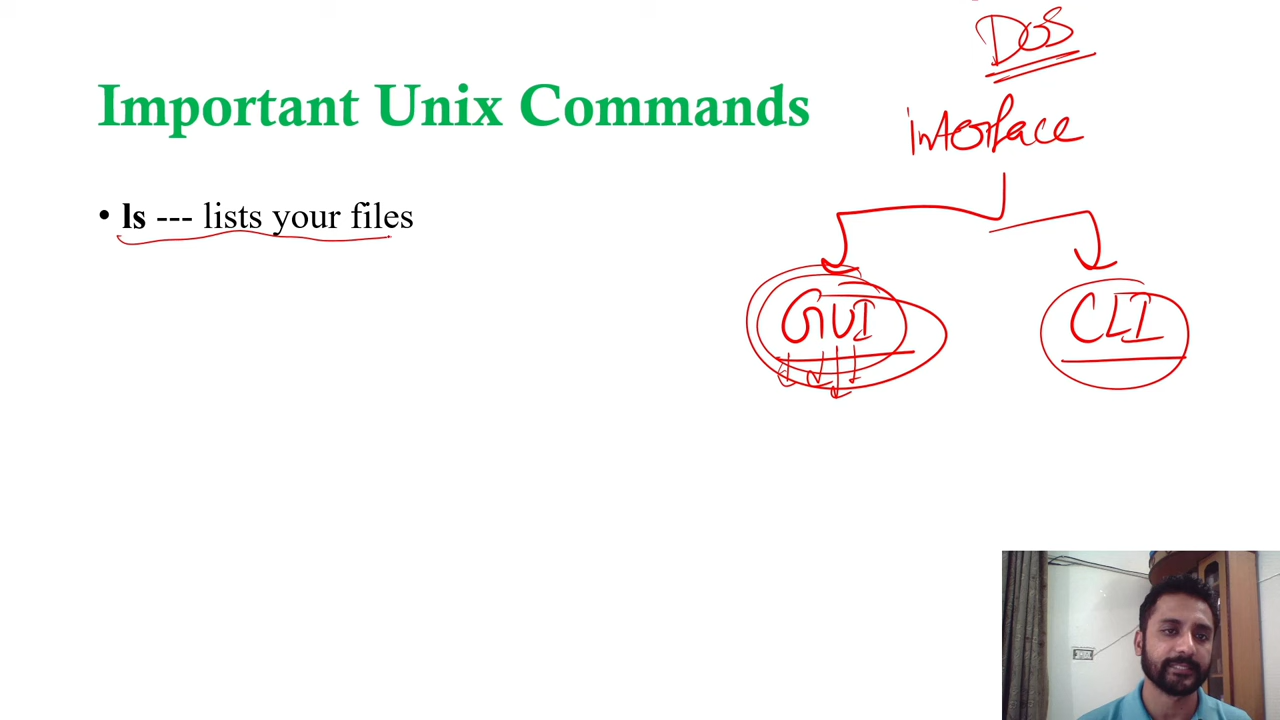 DOS
Important Unix Commands
interface
• ls --- lists your files
GUI
CLI